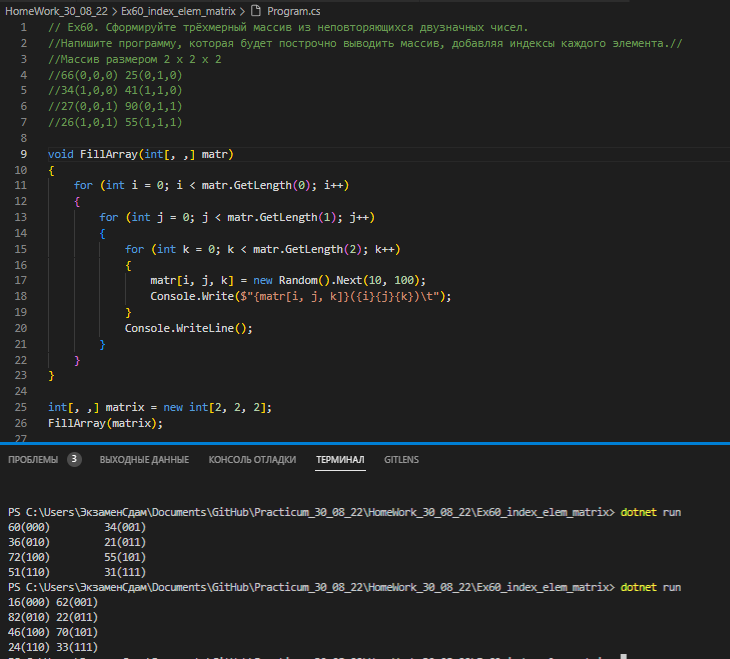 HomeWork_30_08_22 > Ex60_index_elem_matrix > Program.cs
1 // Ex60. Сформируйте трёхмерный массив из неповторяющихся двузначных чисел.
2 //Напишите программу, которая будет построчно выводить массив, добавляя индексы каждого элемента.//
3 //Массив размером 2 x 2 x 2
4 //66(0,0,0) 25(0,1,0)
5 //34(1,0,0) 41(1,1,0)
6 //27(0,0,1) 90(0,1,1)
7 //26(1,0,1) 55(1,1,1)
8
9 void FillArray(int[, ,] matr)
10 {
11 for (int i = 0; i < matr.GetLength(0); i++)
12 {
13 for (int j = 0; j < matr.GetLength(1); j++)
14 {
15 for (int k = 0; k < matr.GetLength(2); k++)
16 {
17 matr[i, j, k] = new Random().Next(10, 100);
18 Console.Write($"{matr[i, j, k]}({i}{j}{k})\t");
19 }
20 Console.WriteLine();
21 }
22 }
23 }
24
25 int[, ,] matrix = new int[2, 2, 2];
26 FillArray(matrix);
27
ПРОБЛЕМЫ 3 ВЫХОДНЫЕ ДАННЫЕ КОНСОЛЬ ОТЛАДКИ ТЕРМИНАЛ GITLENS
PS C:\Users\ЭкзаменСдам\Documents\GitHub\Practicum_30_08_22\HomeWork_30_08_22\Ex60_index_elem_matrix> dotnet run
60(000) 34(001)
36(010) 21(011)
72(100) 55(101)
51(110) 31(111)
PS C:\Users\ЭкзаменСдам\Documents\GitHub\Practicum_30_08_22\HomeWork_30_08_22\Ex60_index_elem_matrix> dotnet run
16(000) 62(001)
82(010) 22(011)
46(100) 70(101)
24(110) 33(111)